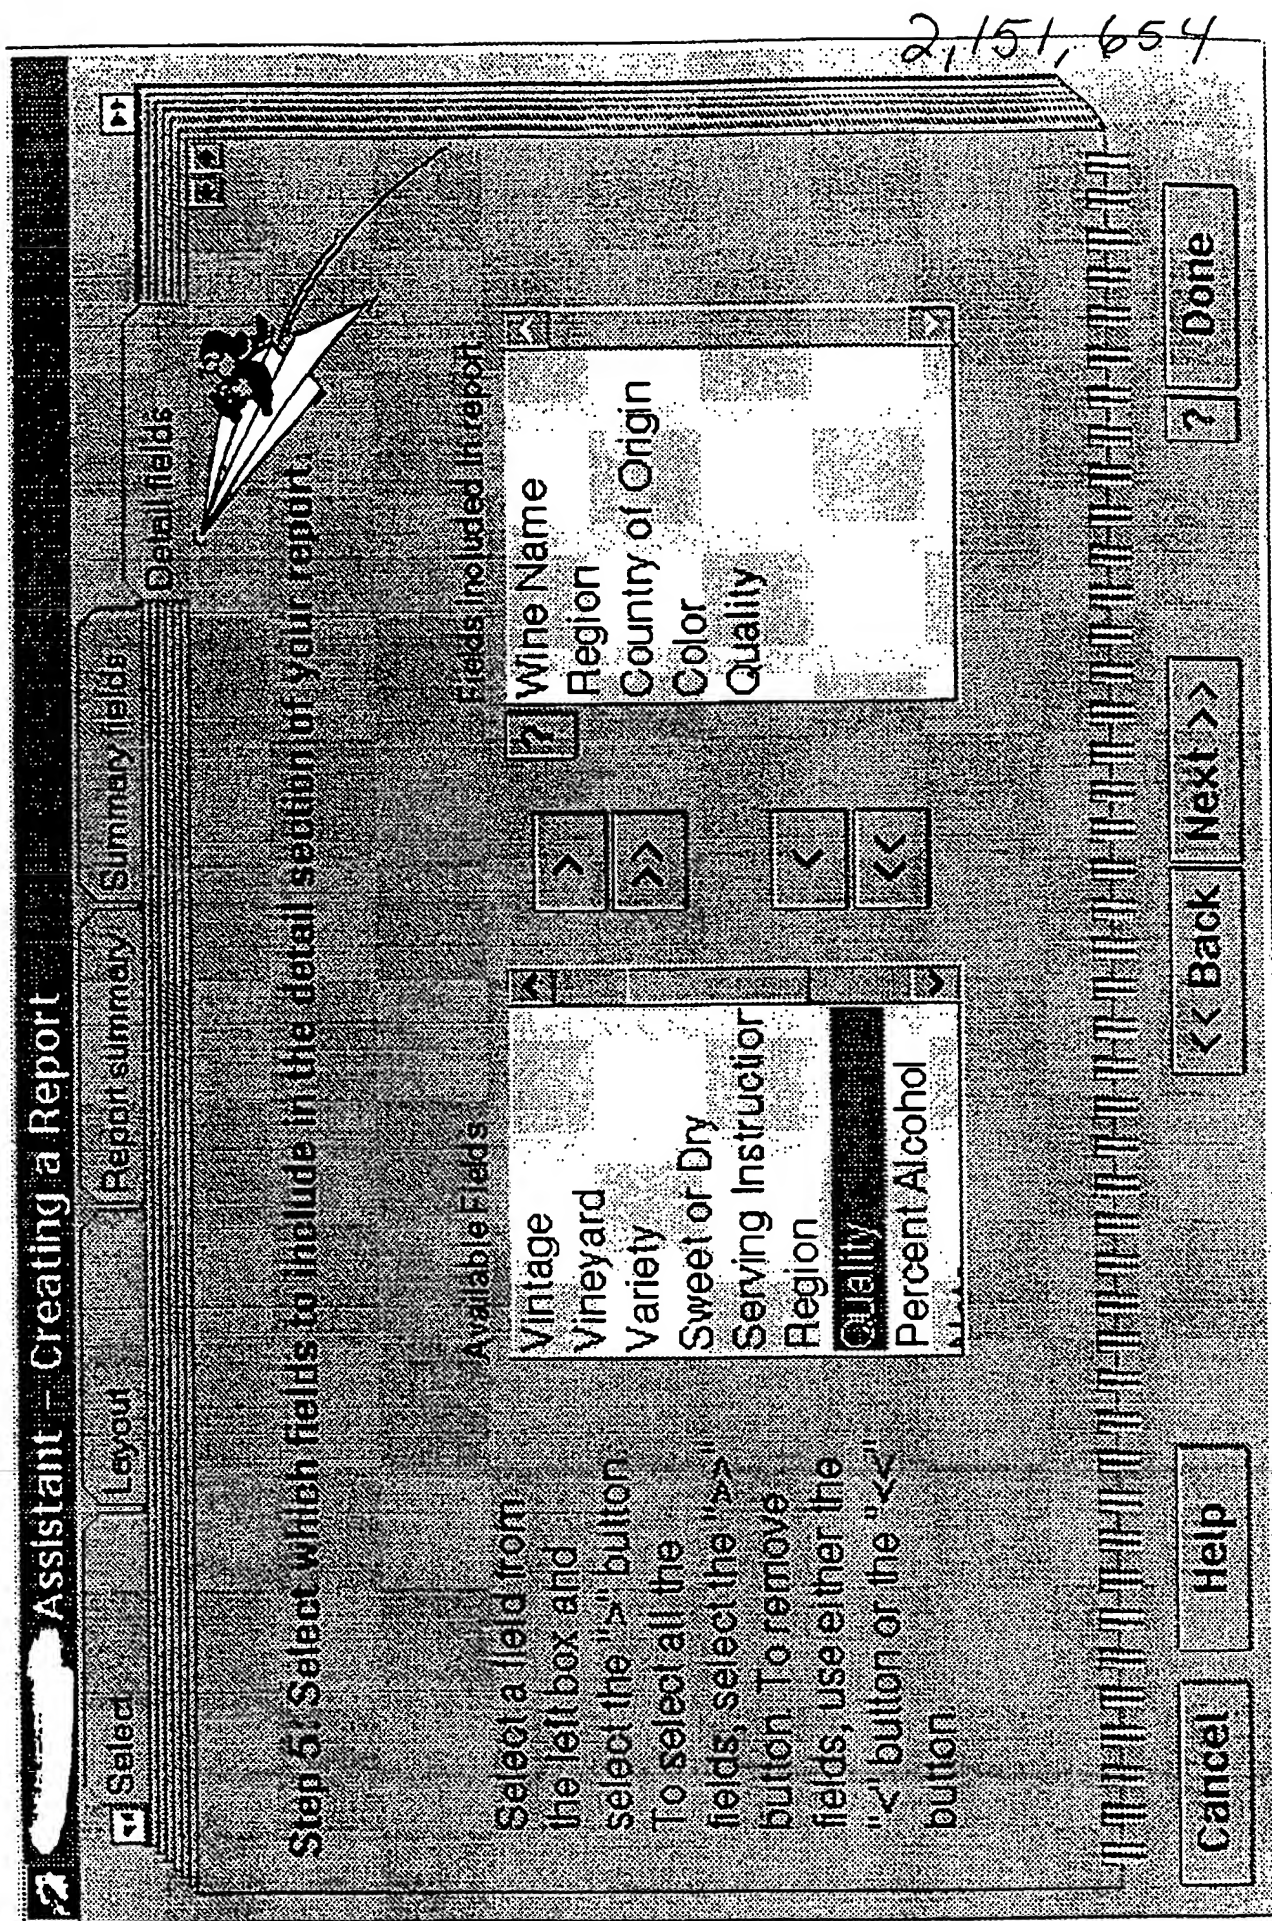 2,151,654
Assistant – Creating a Report
Select
Layout
Report summary
Summary fields
Detail fields
Step 5: Select which fields to include in the detail section of your report.
Select a field from
the left box and
select the ">" button.
To select all the
fields, select the ">>"
button. To remove
fields, use either the
"<" button or the "<<"
button
Available Fields
Vintage
Vineyard
Variety
Sweet or Dry
Serving Instruction
Region
Quality
Percent Alcohol
>
>>
<
<<
?
Fields included in report.
Wine Name
Region
Country of Origin
Color
Quality
Cancel
Help
<< Back
Next >>
?
Done